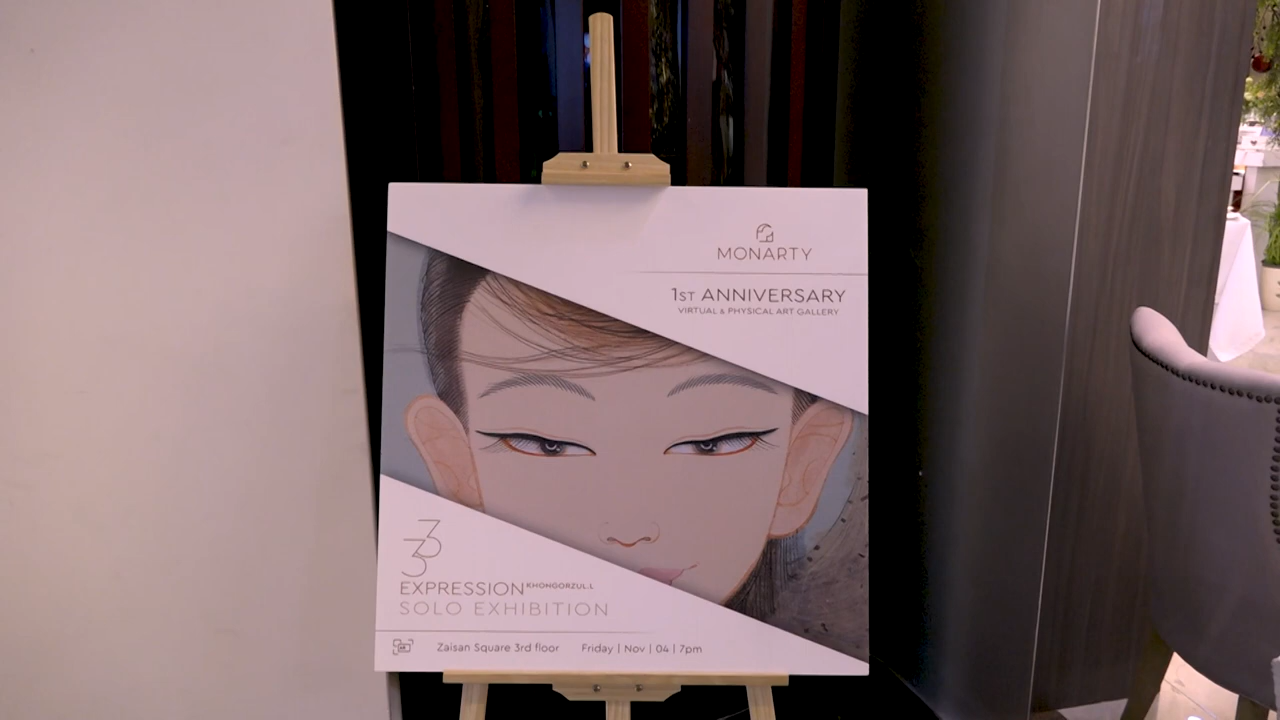 MONARTY
1ST ANNIVERSARY
VIRTUAL & PHYSICAL ART GALLERY
33
EXPRESSION KHONGORZUL.L
SOLO EXHIBITION
Zaisan Square 3rd floor Friday | Nov | 04 | 7pm